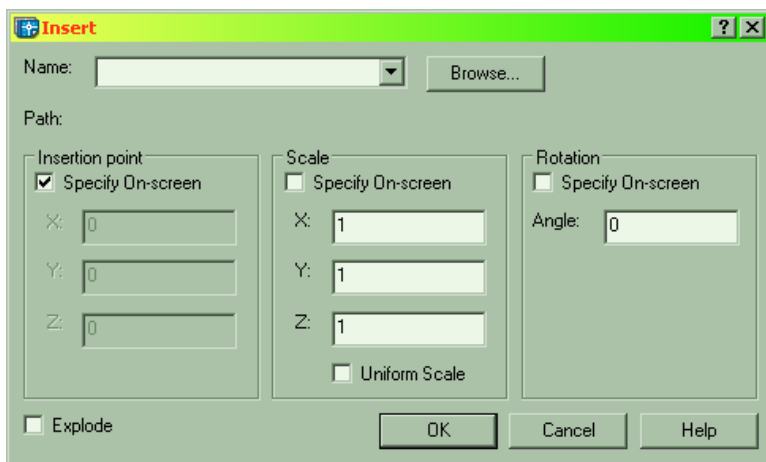 Insert
Name: Browse...
Path:
Insertion point Scale Rotation
Specify On-screen Specify On-screen Specify On-screen
X: 0 X: 1 Angle: 0
Y: 0 Y: 1
Z: 0 Z: 1
Uniform Scale
Explode OK Cancel Help